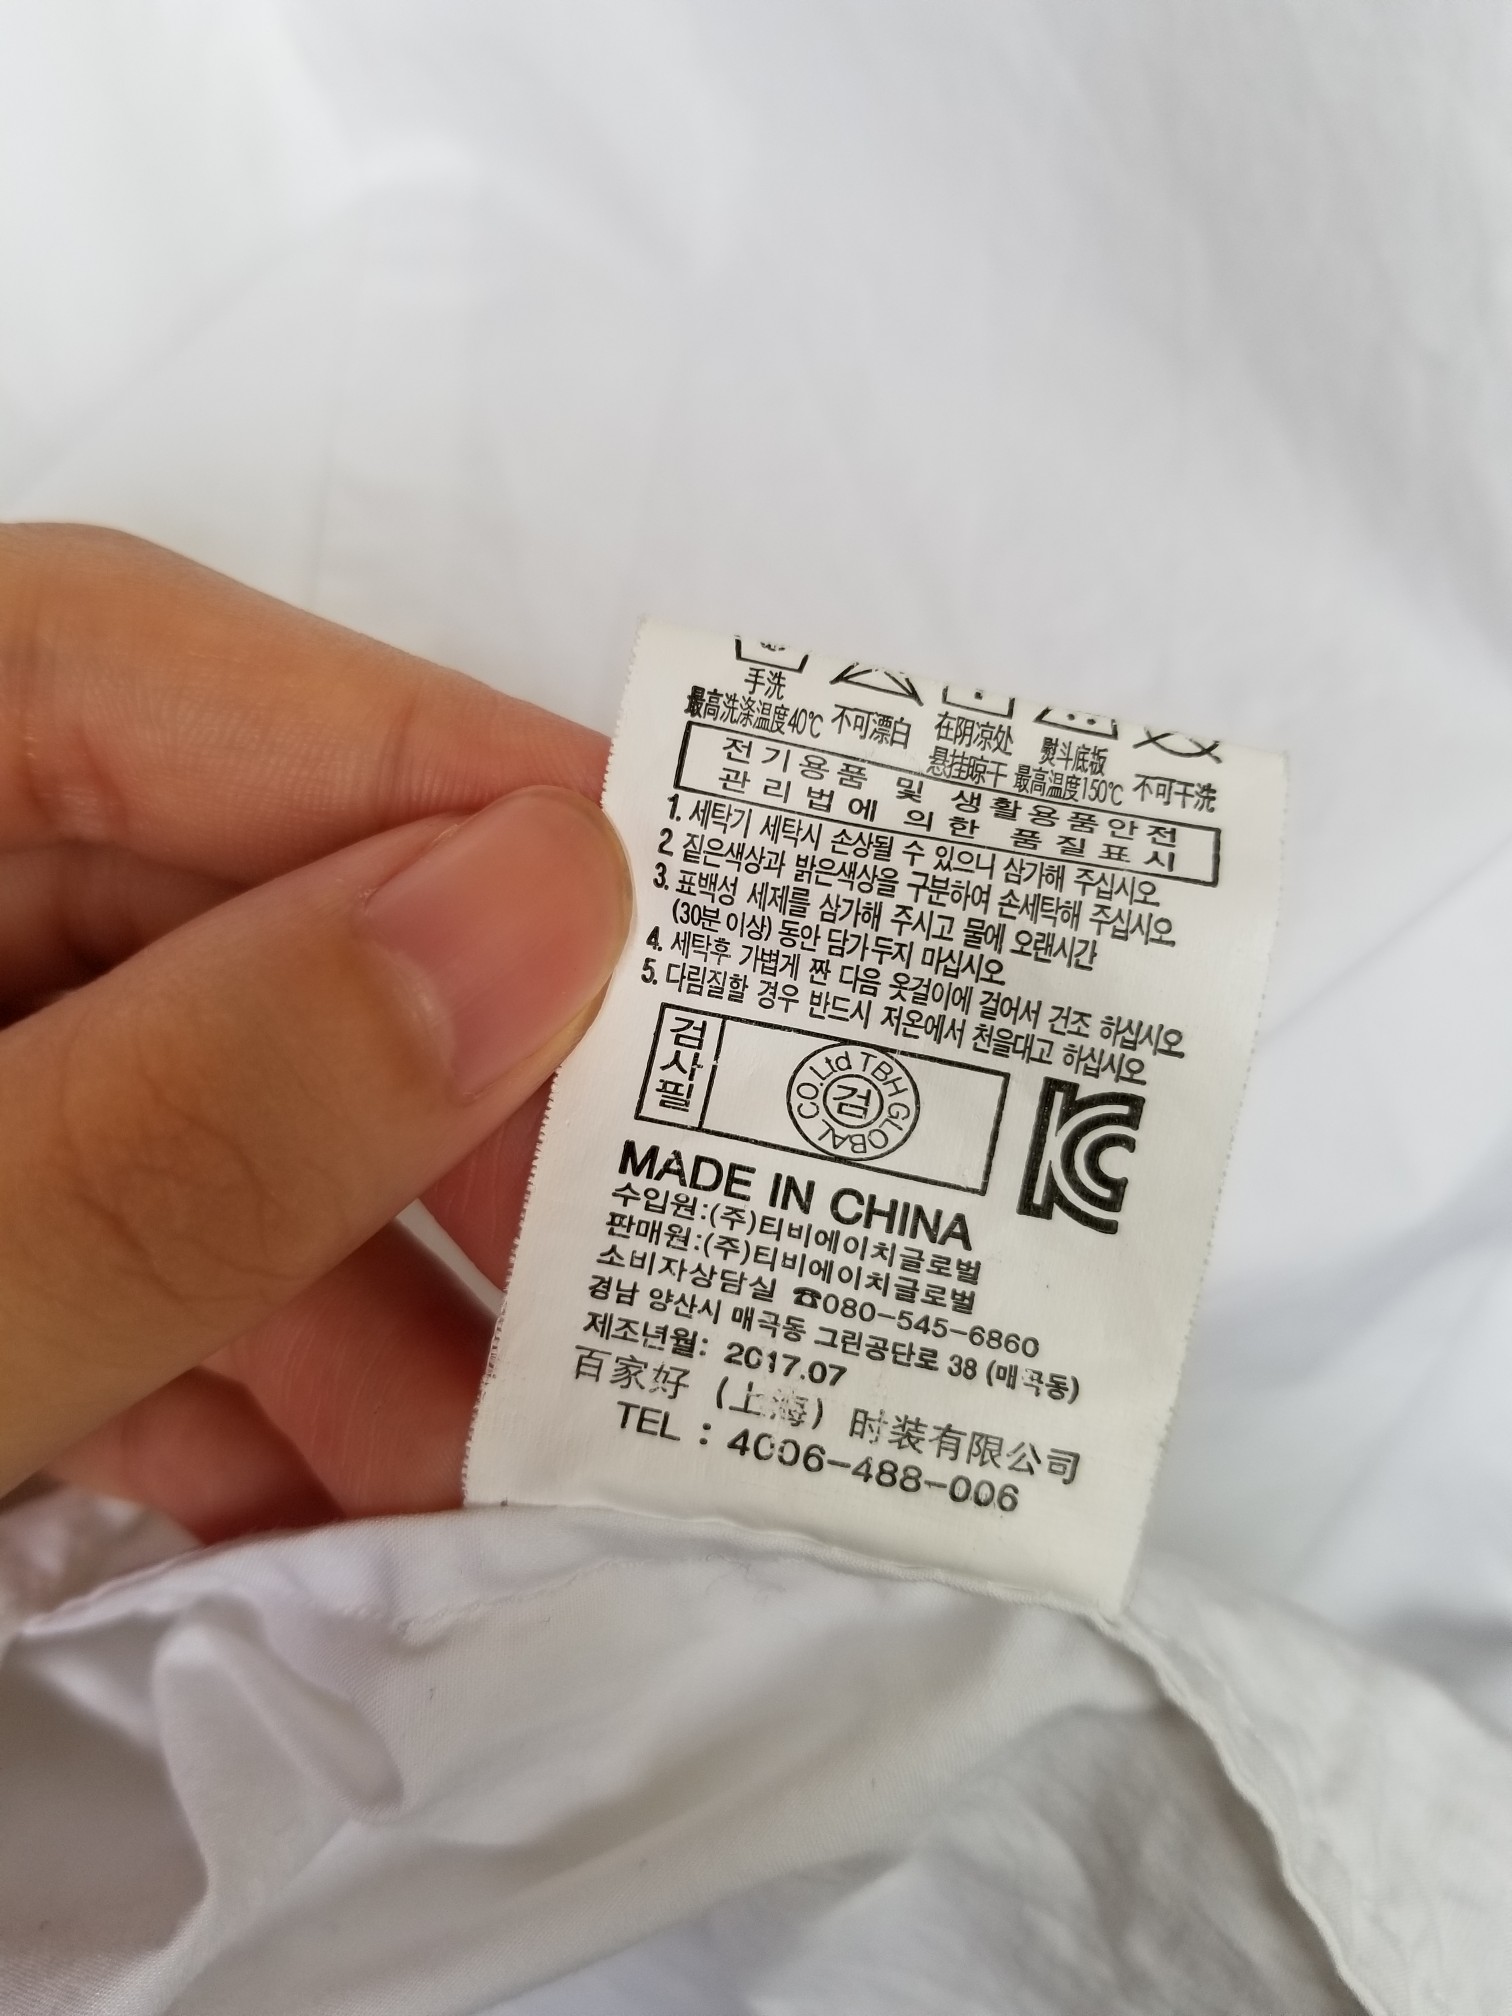 手洗
最高洗涤温度40℃ 不可漂白 在阴凉处 悬挂晾干 熨斗底板 最高温度150℃ 不可干洗
전기용품 및 생활용품안전
관리법에 의한 품질표시
1. 세탁기 세탁시 손상될 수 있으니 삼가해 주십시오
2 짙은색상과 밝은색상을 구분하여 손세탁해 주십시오
3. 표백성 세제를 삼가해 주시고 물에 오랜시간
(30분 이상) 동안 담가두지 마십시오
4. 세탁후 가볍게 짠 다음 옷걸이에 걸어서 건조 하십시오
5. 다림질할 경우 반드시 저온에서 천을대고 하십시오
검사필
CO.Ltd TBH GLOBAL
검
KC
MADE IN CHINA
수입원:(주)티비에이치글로벌
판매원:(주)티비에이치글로벌
소비자상담실 ☎080-545-6860
경남 양산시 매곡동 그린공단로 38 (매곡동)
제조년월: 2017.07
百家好 (上海) 时装有限公司
TEL : 4006-488-006